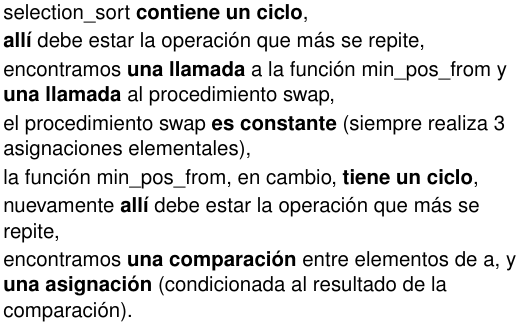 selection_sort contiene un ciclo,
allí debe estar la operación que más se repite,
encontramos una llamada a la función min_pos_from y
una llamada al procedimiento swap,
el procedimiento swap es constante (siempre realiza 3
asignaciones elementales),
la función min_pos_from, en cambio, tiene un ciclo,
nuevamente allí debe estar la operación que más se
repite,
encontramos una comparación entre elementos de a, y
una asignación (condicionada al resultado de la
comparación).